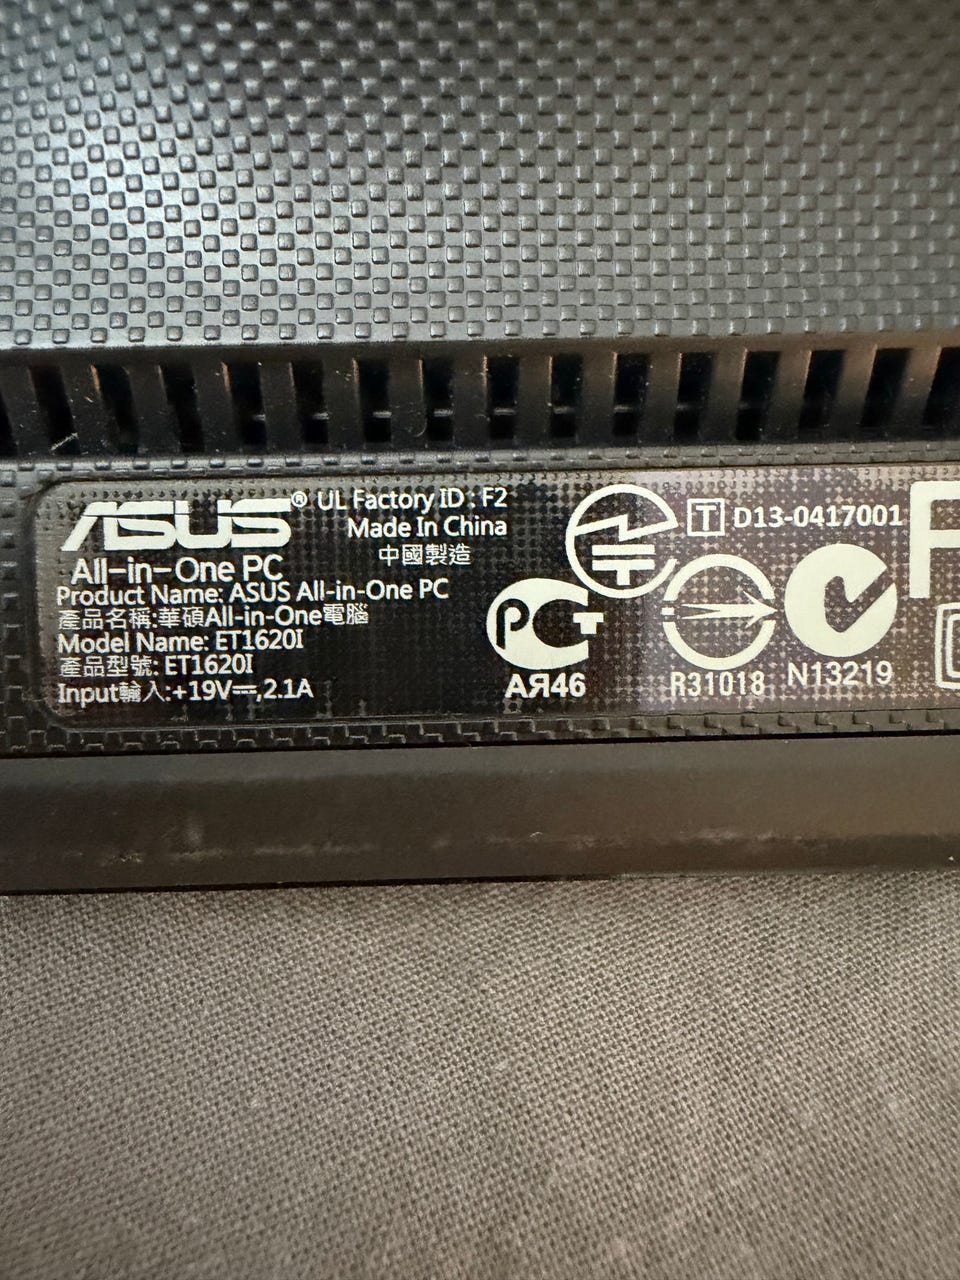 ASUS® UL Factory ID : F2
Made In China
中國製造
All-in-One PC
Product Name: ASUS All-in-One PC
產品名稱:華碩All-in-One電腦
Model Name: ET1620I
產品型號: ET1620I
Input輸入:+19V⎓,2.1A
T D13-0417001
PCT
АЯ46
R31018
N13219
F